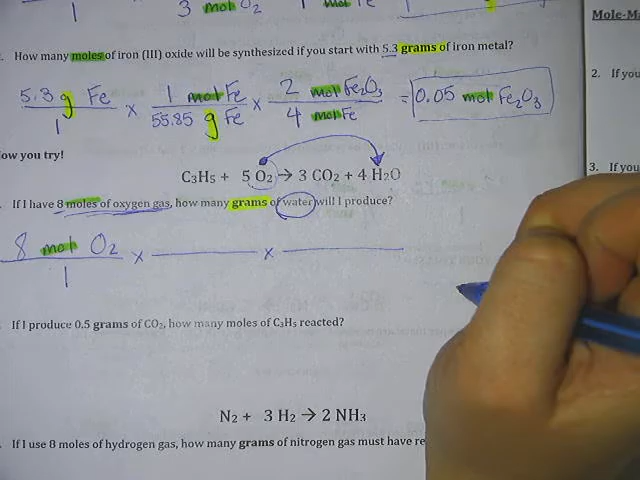 1
3 mol O₂
1 mol Fe
1
How many moles of iron (III) oxide will be synthesized if you start with 5.3 grams of iron metal?
5.3 g Fe / 1 × 1 mol Fe / 55.85 g Fe × 2 mol Fe₂O₃ / 4 mol Fe = 0.05 mol Fe₂O₃
ow you try!
C₃H₅ + 5 O₂ → 3 CO₂ + 4 H₂O
If I have 8 moles of oxygen gas, how many grams of water will I produce?
8 mol O₂ / 1 × ___ × ___
If I produce 0.5 grams of CO₂, how many moles of C₃H₅ reacted?
N₂ + 3 H₂ → 2 NH₃
If I use 8 moles of hydrogen gas, how many grams of nitrogen gas must have re
Mole-M
2. If you
3. If you